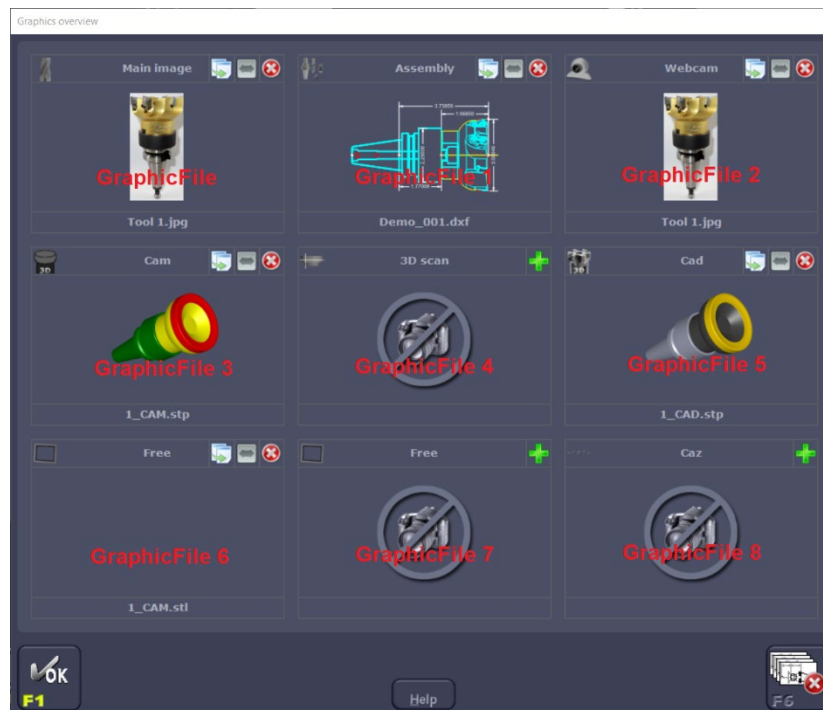 Graphics overview
Main image
Assembly
Webcam
GraphicFile
GraphicFile 1
GraphicFile 2
Tool 1.jpg
Demo_001.dxf
Tool 1.jpg
3D
Cam
3D scan
3D
Cad
GraphicFile 3
GraphicFile 4
GraphicFile 5
1_CAM.stp
1_CAD.stp
Free
Free
Caz
GraphicFile 6
GraphicFile 7
GraphicFile 8
1_CAM.stl
OK
F1
Help
F6